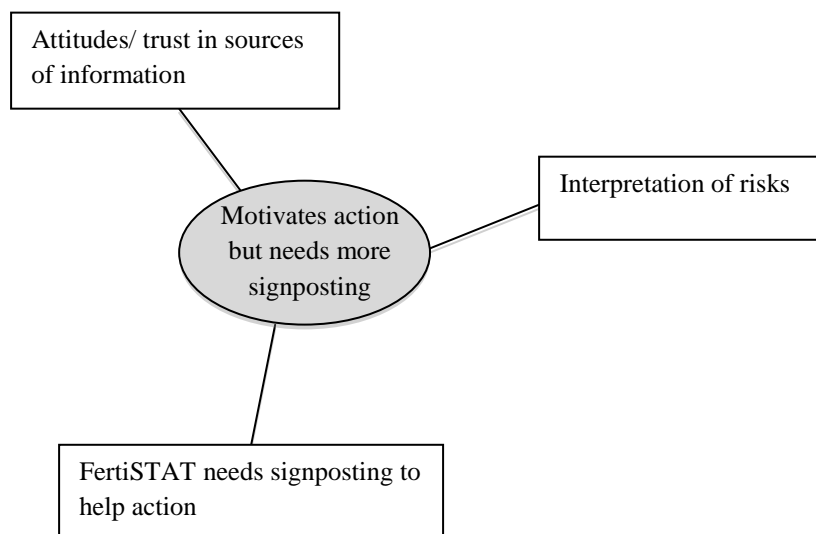 Attitudes/ trust in sources
of information
Interpretation of risks
Motivates action
but needs more
signposting
FertiSTAT needs signposting to
help action